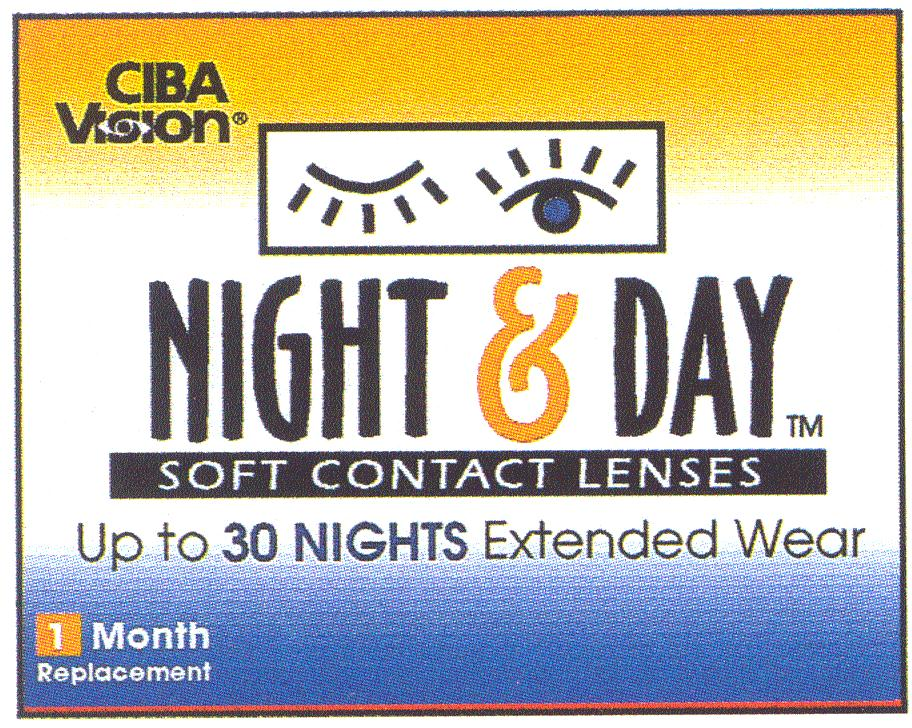 CIBA
Vision®
NIGHT & DAY™
SOFT CONTACT LENSES
Up to 30 NIGHTS Extended Wear
1 Month
Replacement